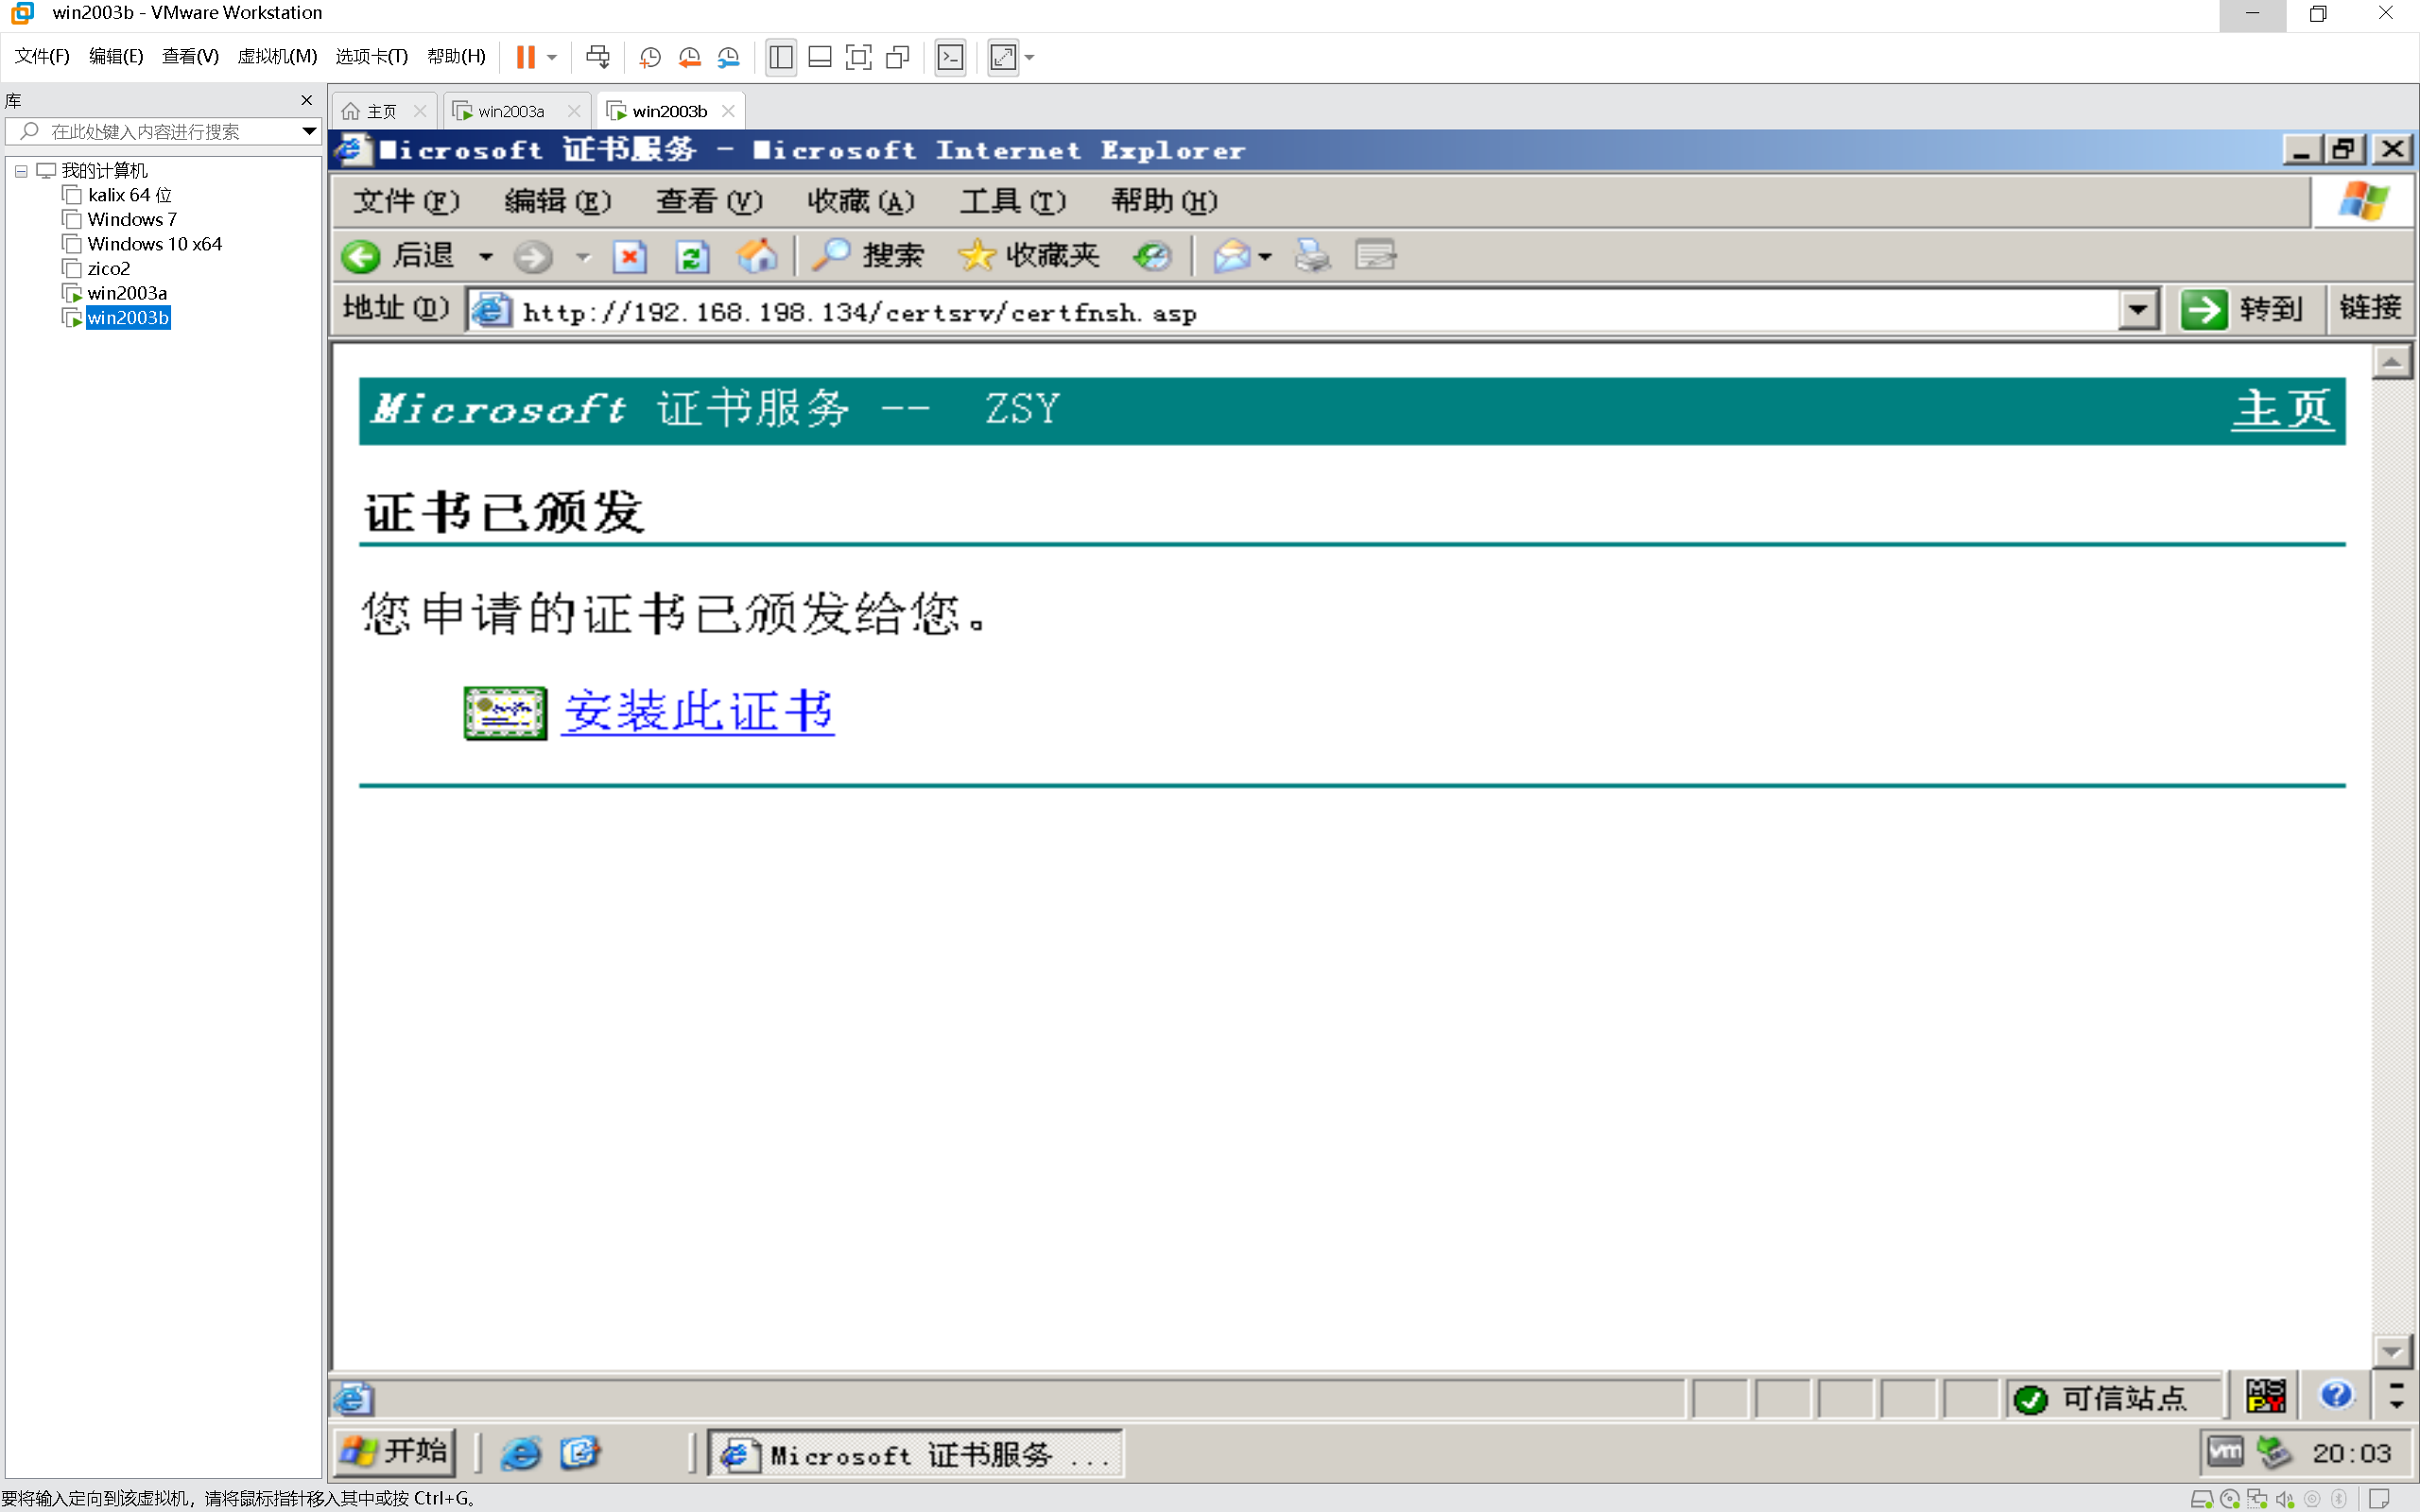 win2003b - VMware Workstation
文件(F) 编辑(E) 查看(V) 虚拟机(M) 选项卡(T) 帮助(H)
库
在此处键入内容进行搜索
我的计算机
kalix 64 位
Windows 7
Windows 10 x64
zico2
win2003a
win2003b
主页 win2003a win2003b
Microsoft 证书服务 - Microsoft Internet Explorer
文件(F) 编辑(E) 查看(V) 收藏(A) 工具(T) 帮助(H)
后退 搜索 收藏夹
地址(D) http://192.168.198.134/certsrv/certfnsh.asp 转到 链接
Microsoft 证书服务 -- ZSY 主页
证书已颁发
您申请的证书已颁发给您。
安装此证书
可信站点
开始 Microsoft 证书服务 ... 20:03
要将输入定向到该虚拟机，请将鼠标指针移入其中或按 Ctrl+G。